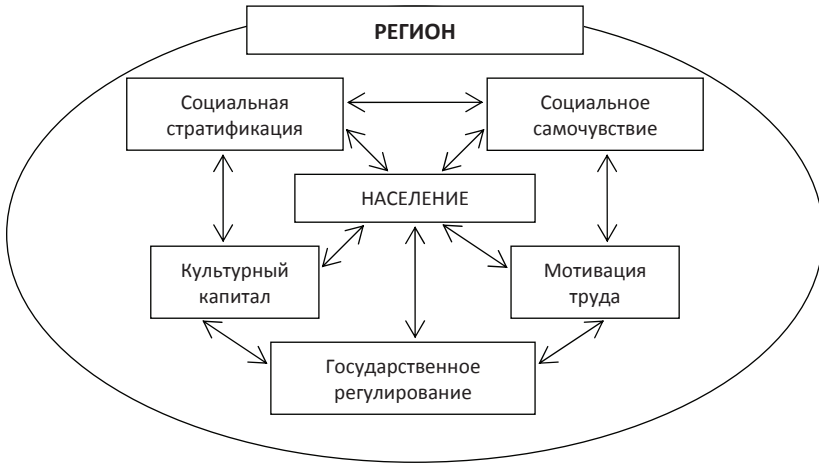 РЕГИОН
Социальная
стратификация
Социальное
самочувствие
НАСЕЛЕНИЕ
Культурный
капитал
Мотивация
труда
Государственное
регулирование